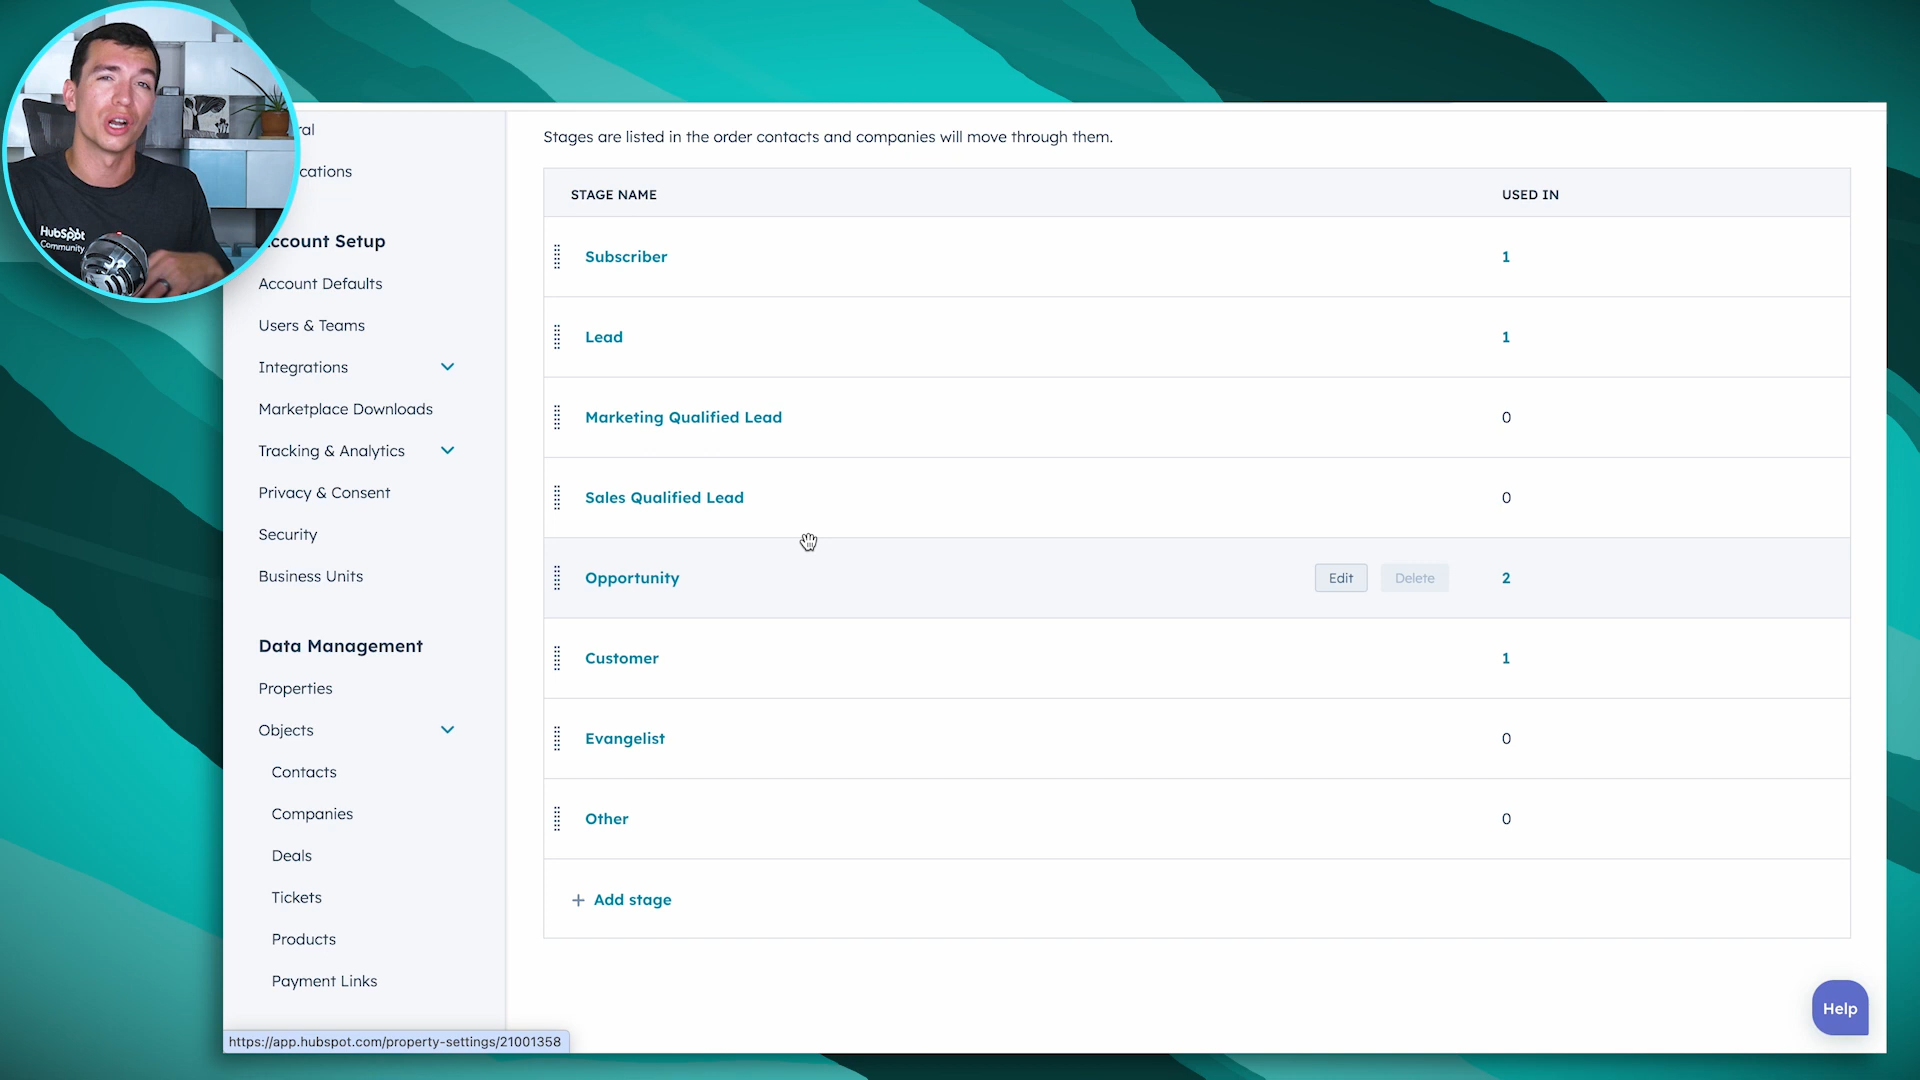 HubSpot
Community
ral
cations
ccount Setup
Account Defaults
Users & Teams
Integrations
Marketplace Downloads
Tracking & Analytics
Privacy & Consent
Security
Business Units
Data Management
Properties
Objects
Contacts
Companies
Deals
Tickets
Products
Payment Links
https://app.hubspot.com/property-settings/21001358
Stages are listed in the order contacts and companies will move through them.
STAGE NAME USED IN
Subscriber 1
Lead 1
Marketing Qualified Lead 0
Sales Qualified Lead 0
Opportunity Edit Delete 2
Customer 1
Evangelist 0
Other 0
+ Add stage
Help